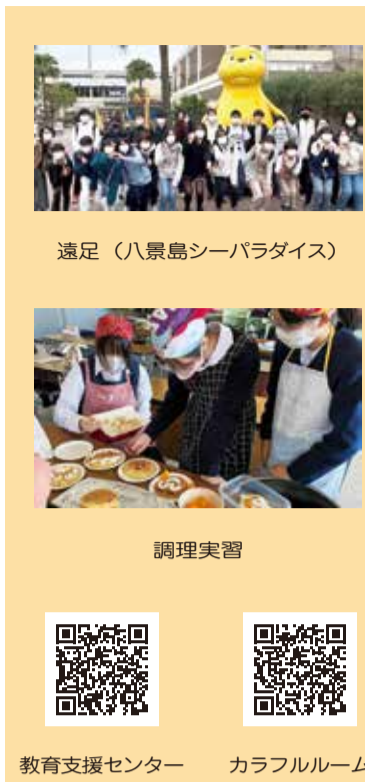 遠足（八景島シーパラダイス）
調理実習
教育支援センター
カラフルルーム